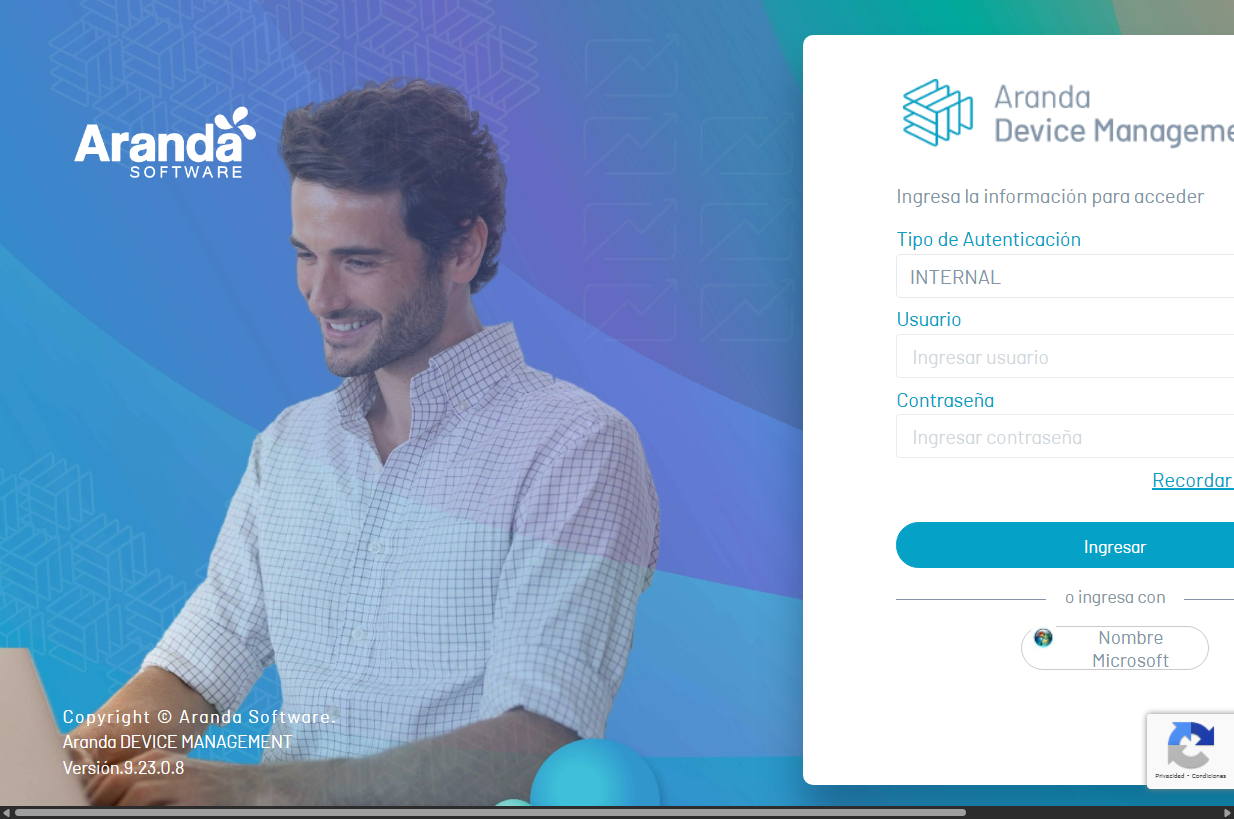 Aranda
SOFTWARE
Aranda
Device Manageme
Ingresa la información para acceder
Tipo de Autenticación
INTERNAL
Usuario
Ingresar usuario
Contraseña
Ingresar contraseña
Recordar
Ingresar
o ingresa con
Nombre
Microsoft
Copyright © Aranda Software.
Aranda DEVICE MANAGEMENT
Versión.9.23.0.8
Privacidad • Condiciones